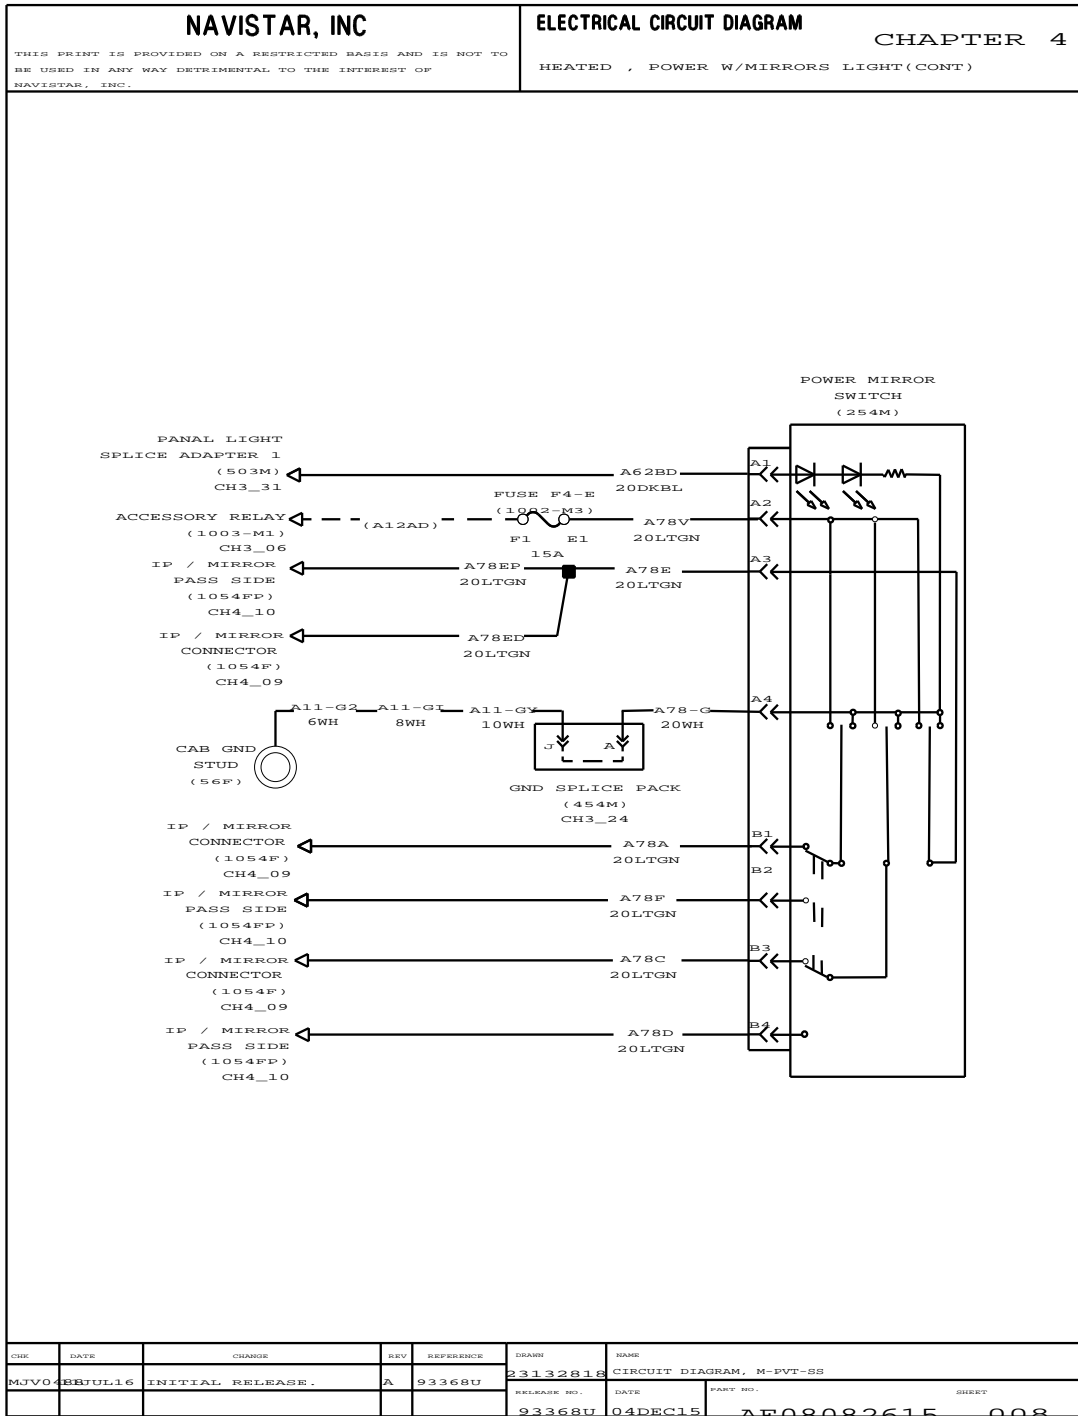 NAVISTAR, INC
THIS PRINT IS PROVIDED ON A RESTRICTED BASIS AND IS NOT TO
BE USED IN ANY WAY DETRIMENTAL TO THE INTEREST OF
NAVISTAR, INC.
ELECTRICAL CIRCUIT DIAGRAM
CHAPTER 4
HEATED , POWER W/MIRRORS LIGHT(CONT)
POWER MIRROR
SWITCH
(254M)
PANAL LIGHT
SPLICE ADAPTER 1
(503M)
CH3_31
A62BD
20DKBL
A1
FUSE F4-E
(1002-M3)
F1 E1
15A
ACCESSORY RELAY
(1003-M1)
CH3_06
(A12AD)
A78V
20LTGN
A2
IP / MIRROR
PASS SIDE
(1054FP)
CH4_10
A78EP
20LTGN
A78E
20LTGN
A3
IP / MIRROR
CONNECTOR
(1054F)
CH4_09
A78ED
20LTGN
A11-G2
6WH
A11-GI
8WH
A11-GY
10WH
A78-G
20WH
A4
J A
CAB GND
STUD
(56F)
GND SPLICE PACK
(454M)
CH3_24
IP / MIRROR
CONNECTOR
(1054F)
CH4_09
A78A
20LTGN
B1
IP / MIRROR
PASS SIDE
(1054FP)
CH4_10
A78F
20LTGN
B2
IP / MIRROR
CONNECTOR
(1054F)
CH4_09
A78C
20LTGN
B3
IP / MIRROR
PASS SIDE
(1054FP)
CH4_10
A78D
20LTGN
B4
CHK DATE CHANGE REV REFERENCE
INITIAL RELEASE. A 93368U
DRAWN
23132818
NAME
CIRCUIT DIAGRAM, M-PVT-SS
RELEASE NO.
93368U
DATE
04DEC15
PART NO.
AE08082615
SHEET
008